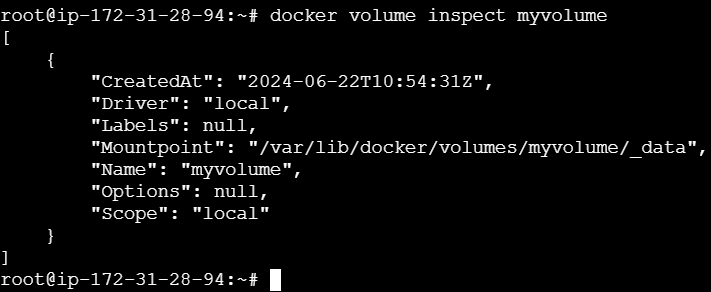 root@ip-172-31-28-94:~# docker volume inspect myvolume
[
    {
        "CreatedAt": "2024-06-22T10:54:31Z",
        "Driver": "local",
        "Labels": null,
        "Mountpoint": "/var/lib/docker/volumes/myvolume/_data",
        "Name": "myvolume",
        "Options": null,
        "Scope": "local"
    }
]
root@ip-172-31-28-94:~#